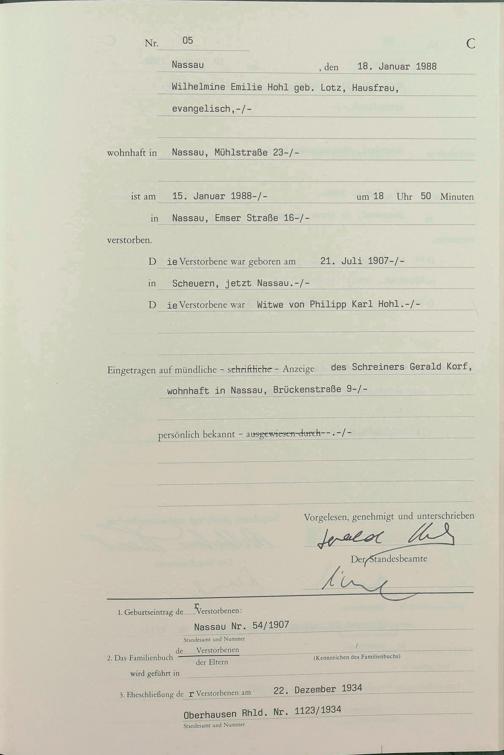 Nr. 05 C
Nassau , den 18. Januar 1988
Wilhelmine Emilie Hohl geb. Lotz, Hausfrau,
evangelisch,-/-
wohnhaft in Nassau, Mühlstraße 23-/-
ist am 15. Januar 1988-/- um 18 Uhr 50 Minuten
in Nassau, Emser Straße 16-/-
verstorben.
D ie Verstorbene war geboren am 21. Juli 1907-/-
in Scheuern, jetzt Nassau.-/-
D ie Verstorbene war Witwe von Philipp Karl Hohl.-/-
Eingetragen auf mündliche – schriftliche – Anzeige des Schreiners Gerald Korf,
wohnhaft in Nassau, Brückenstraße 9-/-
persönlich bekannt – ausgewiesen durch--.-/-
Vorgelesen, genehmigt und unterschrieben
Gerald Korf
Der Standesbeamte
1. Geburtseintrag de r Verstorbenen:
Nassau Nr. 54/1907
Standesamt und Nummer
2. Das Familienbuch de Verstorbenen / der Eltern (Kennzeichen des Familienbuchs)
wird geführt in
3. Eheschließung de r Verstorbenen am 22. Dezember 1934
Oberhausen Rhld. Nr. 1123/1934
Standesamt und Nummer